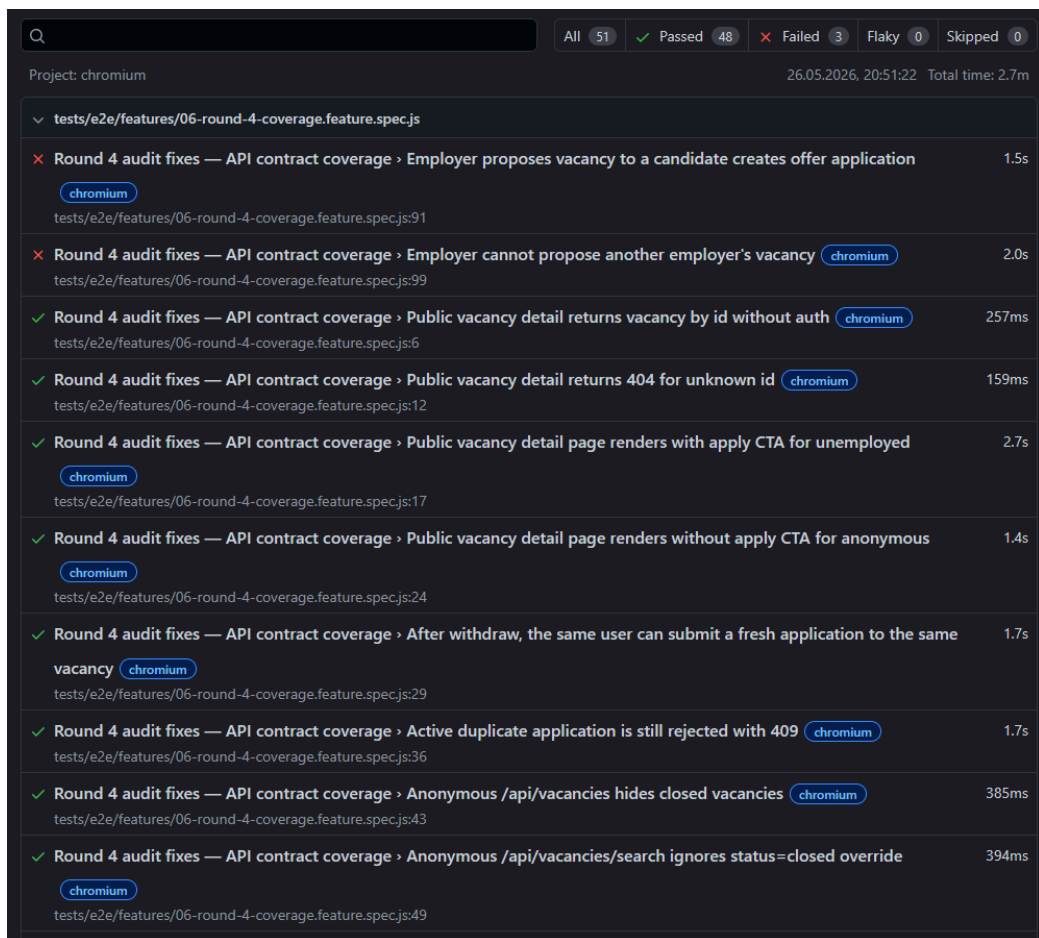 All 51 Passed 48 Failed 3 Flaky 0 Skipped 0
Project: chromium 26.05.2026, 20:51:22 Total time: 2.7m
tests/e2e/features/06-round-4-coverage.feature.spec.js
Round 4 audit fixes — API contract coverage › Employer proposes vacancy to a candidate creates offer application 1.5s
chromium
tests/e2e/features/06-round-4-coverage.feature.spec.js:91
Round 4 audit fixes — API contract coverage › Employer cannot propose another employer's vacancy chromium 2.0s
tests/e2e/features/06-round-4-coverage.feature.spec.js:99
Round 4 audit fixes — API contract coverage › Public vacancy detail returns vacancy by id without auth chromium 257ms
tests/e2e/features/06-round-4-coverage.feature.spec.js:6
Round 4 audit fixes — API contract coverage › Public vacancy detail returns 404 for unknown id chromium 159ms
tests/e2e/features/06-round-4-coverage.feature.spec.js:12
Round 4 audit fixes — API contract coverage › Public vacancy detail page renders with apply CTA for unemployed 2.7s
chromium
tests/e2e/features/06-round-4-coverage.feature.spec.js:17
Round 4 audit fixes — API contract coverage › Public vacancy detail page renders without apply CTA for anonymous 1.4s
chromium
tests/e2e/features/06-round-4-coverage.feature.spec.js:24
Round 4 audit fixes — API contract coverage › After withdraw, the same user can submit a fresh application to the same 1.7s
vacancy chromium
tests/e2e/features/06-round-4-coverage.feature.spec.js:29
Round 4 audit fixes — API contract coverage › Active duplicate application is still rejected with 409 chromium 1.7s
tests/e2e/features/06-round-4-coverage.feature.spec.js:36
Round 4 audit fixes — API contract coverage › Anonymous /api/vacancies hides closed vacancies chromium 385ms
tests/e2e/features/06-round-4-coverage.feature.spec.js:43
Round 4 audit fixes — API contract coverage › Anonymous /api/vacancies/search ignores status=closed override 394ms
chromium
tests/e2e/features/06-round-4-coverage.feature.spec.js:49